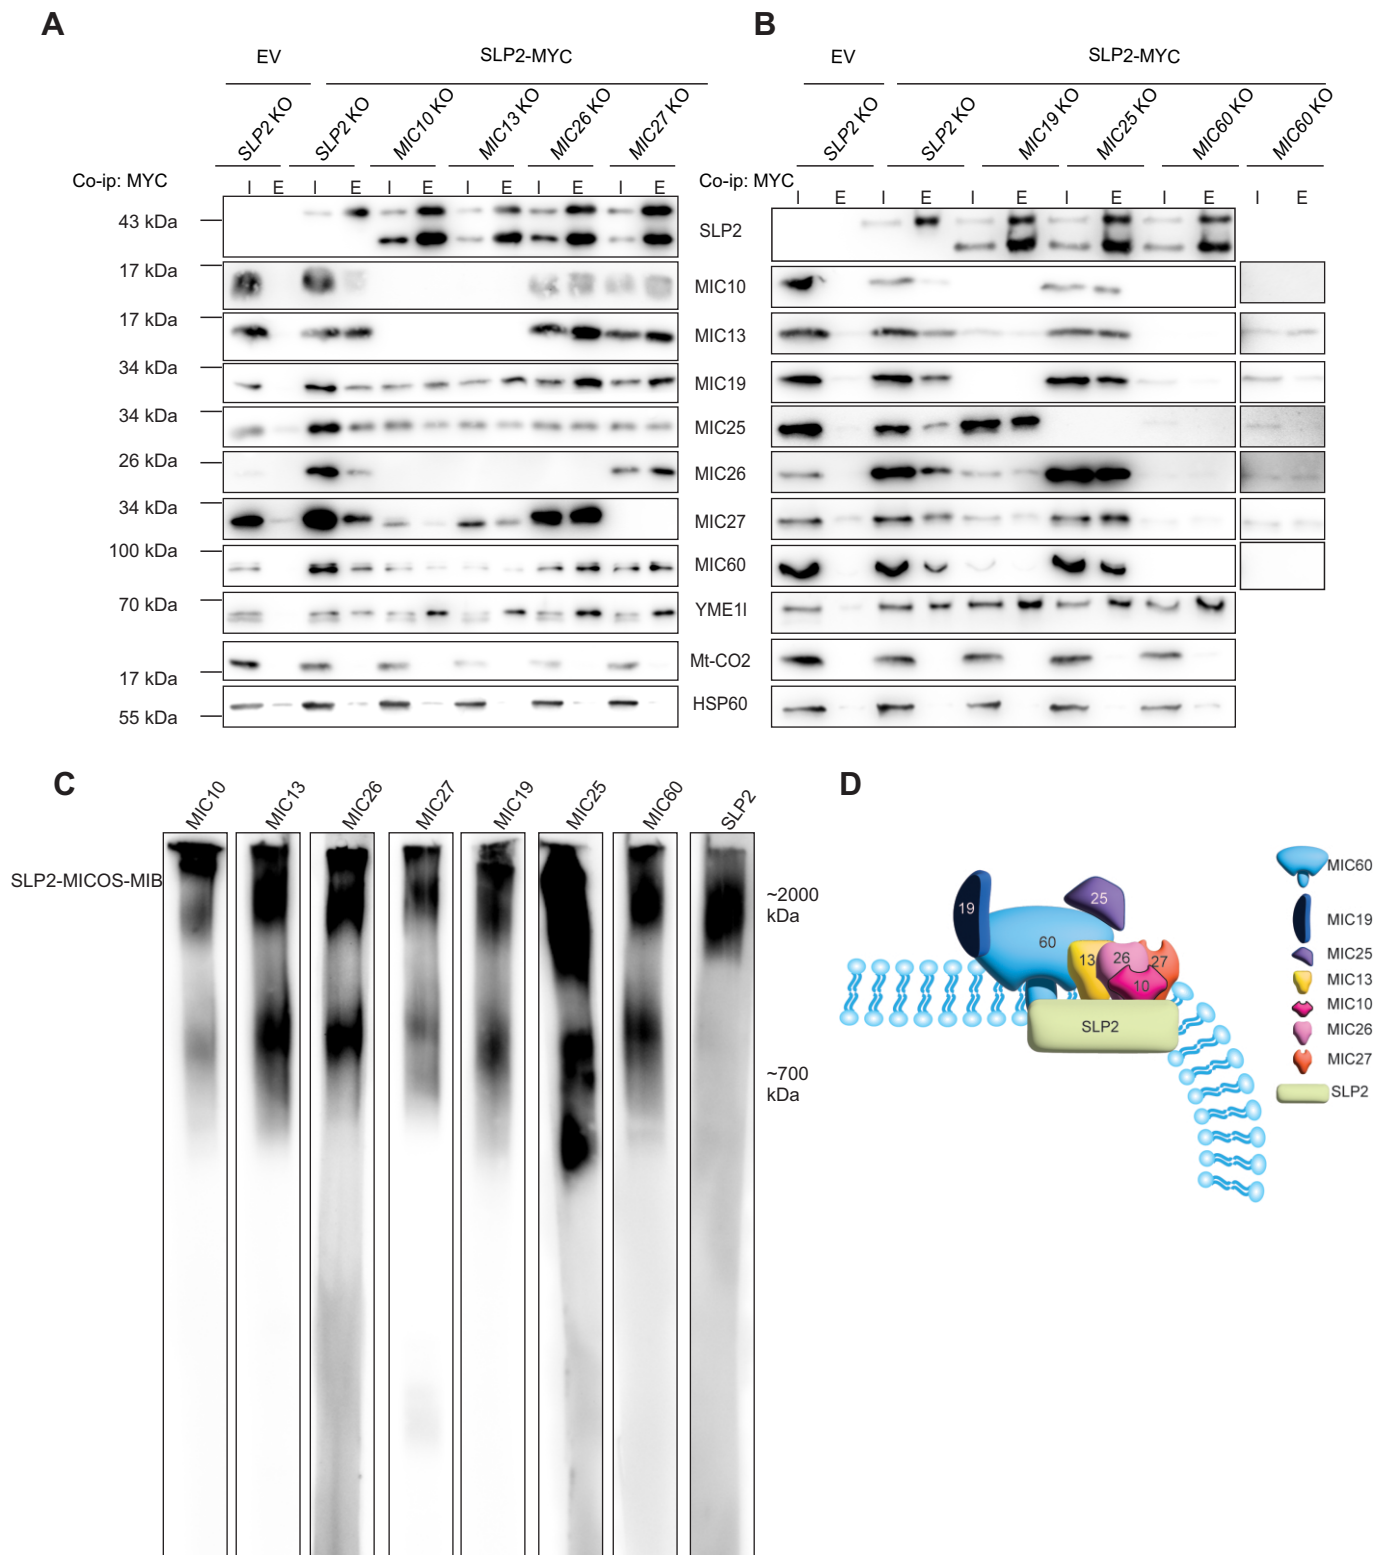 A
EV
SLP2-MYC
SLP2 KO
SLP2 KO
MIC10 KO
MIC13 KO
MIC26 KO
MIC27 KO
Co-ip: MYC
I E I E I E I E I E I E
43 kDa
17 kDa
17 kDa
34 kDa
34 kDa
26 kDa
34 kDa
100 kDa
70 kDa
17 kDa
55 kDa
B
EV
SLP2-MYC
SLP2 KO
SLP2 KO
MIC19 KO
MIC25 KO
MIC60 KO
MIC60 KO
Co-ip: MYC
I E I E I E I E I E I E
SLP2
MIC10
MIC13
MIC19
MIC25
MIC26
MIC27
MIC60
YME1l
Mt-CO2
HSP60
C
MIC10
MIC13
MIC26
MIC27
MIC19
MIC25
MIC60
SLP2
SLP2-MICOS-MIB
~2000
kDa
~700
kDa
D
19
25
60
13
26
27
10
SLP2
MIC60
MIC19
MIC25
MIC13
MIC10
MIC26
MIC27
SLP2